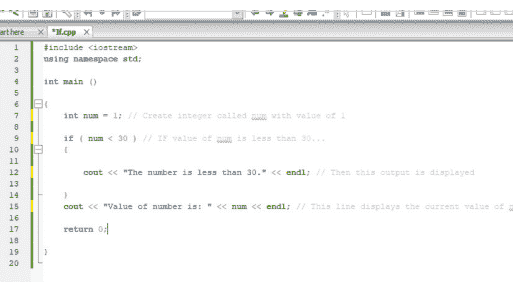 art here × *If.cpp ×
1 #include <iostream>
2 using namespace std;
3
4 int main ()
5
6 {
7 int num = 1; // Create integer called num with value of 1
8
9 if ( num < 30 ) // IF value of num is less than 30...
10 {
11
12 cout << "The number is less than 30." << endl; // Then this output is displayed
13
14 }
15 cout << "Value of number is: " << num << endl; // This line displays the current value of
16
17 return 0;
18
19 }
20